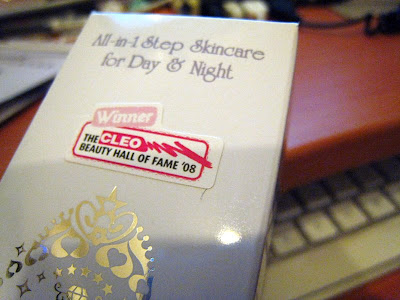 All-in-1 Step Skincare
for Day & Night
Winner
THE CLEO
BEAUTY HALL OF FAME '08